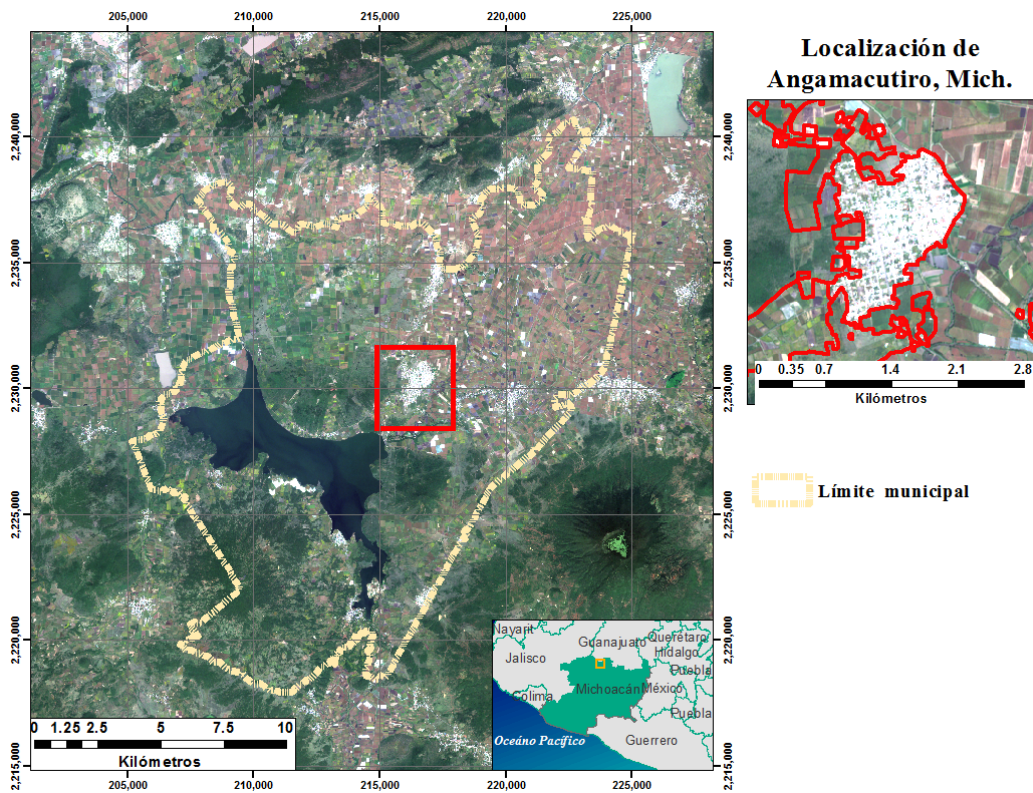 205,000
210,000
215,000
220,000
225,000
2,240,000
2,235,000
2,230,000
2,225,000
2,220,000
2,215,000
2,240,000
2,235,000
2,230,000
2,225,000
2,220,000
2,215,000
Localización de
Angamacutiro, Mich.
0 0.35 0.7 1.4 2.1 2.8
Kilómetros
Límite municipal
Nayarit
Guanajuato
Querétaro
Hidalgo
Jalisco
Puebla
Michoacán
México
Colima
Puebla
Océano Pacífico
Guerrero
0 1.25 2.5 5 7.5 10
Kilómetros
205,000
210,000
215,000
220,000
225,000